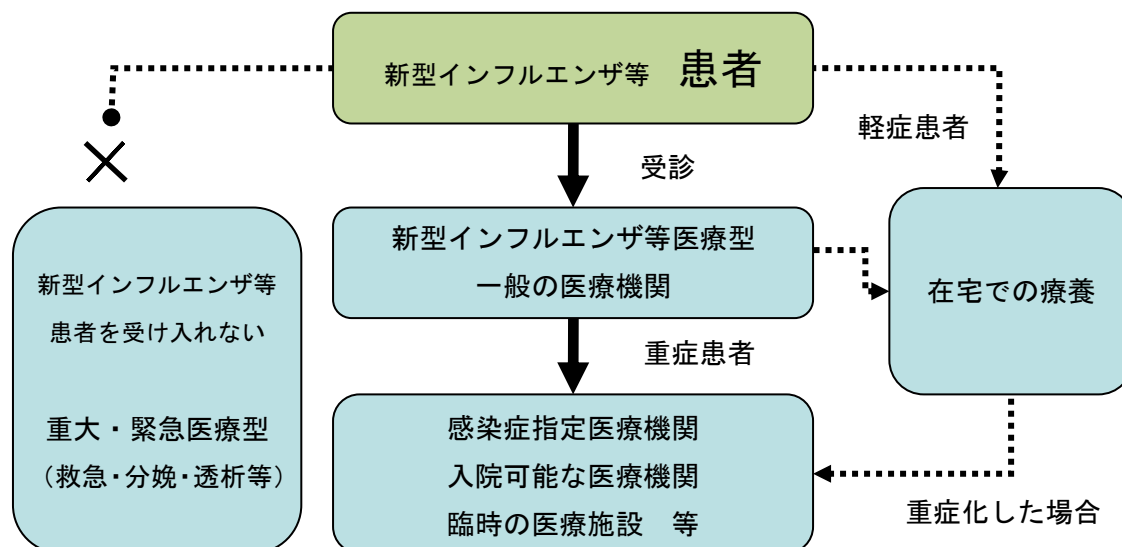 新型インフルエンザ等 患者
軽症患者
受診
新型インフルエンザ等医療型
一般の医療機関
新型インフルエンザ等
患者を受け入れない
重大・緊急医療型
（救急・分娩・透析等）
在宅での療養
重症患者
感染症指定医療機関
入院可能な医療機関
臨時の医療施設 等
重症化した場合